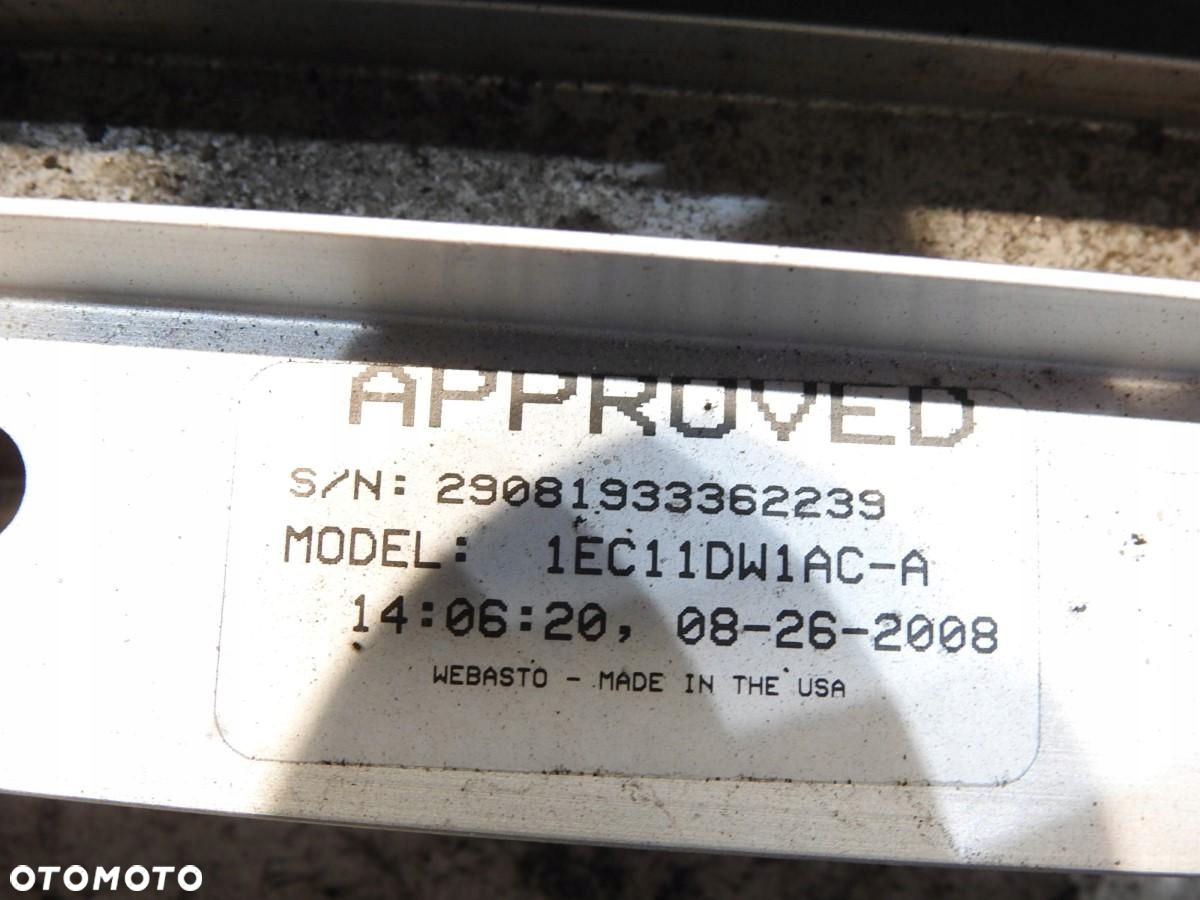 APPROVED
S/N: 29081933362239
MODEL: 1EC11DW1AC-A
14:06:20, 08-26-2008
WEBASTO - MADE IN THE USA
OTOMOTO